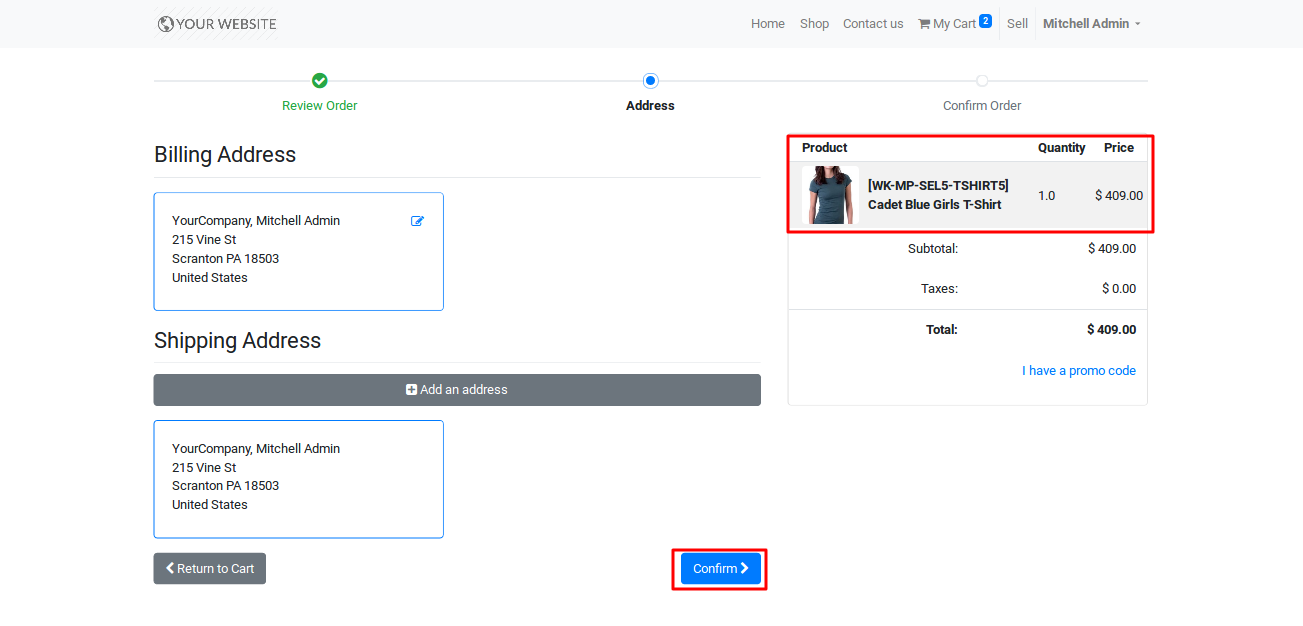 YOUR WEBSITE
Home Shop Contact us My Cart 2 Sell Mitchell Admin
Review Order Address Confirm Order
Billing Address
YourCompany, Mitchell Admin
215 Vine St
Scranton PA 18503
United States
Shipping Address
Add an address
YourCompany, Mitchell Admin
215 Vine St
Scranton PA 18503
United States
Return to Cart
Confirm
Product Quantity Price
[WK-MP-SEL5-TSHIRT5]
Cadet Blue Girls T-Shirt
1.0 $ 409.00
Subtotal: $ 409.00
Taxes: $ 0.00
Total: $ 409.00
I have a promo code